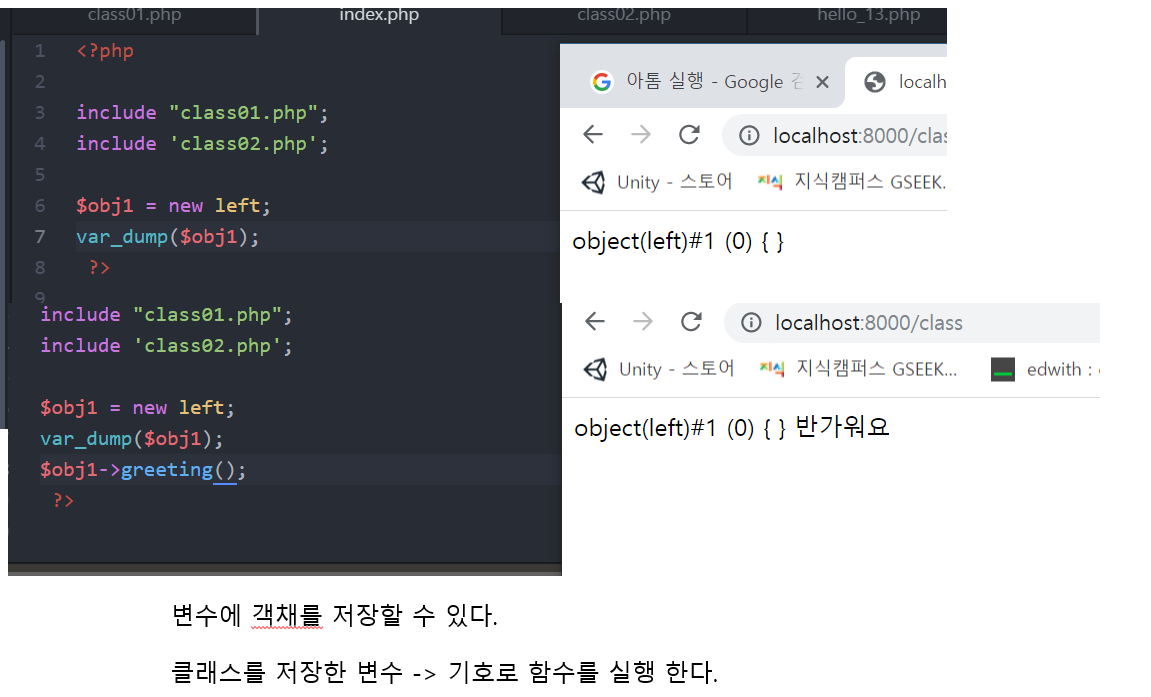 class01.php index.php class02.php hello_13.php
1 <?php
2
3 include "class01.php";
4 include 'class02.php';
5
6 $obj1 = new left;
7 var_dump($obj1);
8 ?>
9
아톰 실행 - Google localh
localhost:8000/clas
Unity - 스토어 지식 지식캠퍼스 GSEEK.
object(left)#1 (0) { }
include "class01.php";
include 'class02.php';
$obj1 = new left;
var_dump($obj1);
$obj1->greeting();
?>
localhost:8000/class
Unity - 스토어 지식 지식캠퍼스 GSEEK... edwith :
object(left)#1 (0) { } 반가워요
변수에 객채를 저장할 수 있다.
클래스를 저장한 변수 -> 기호로 함수를 실행 한다.